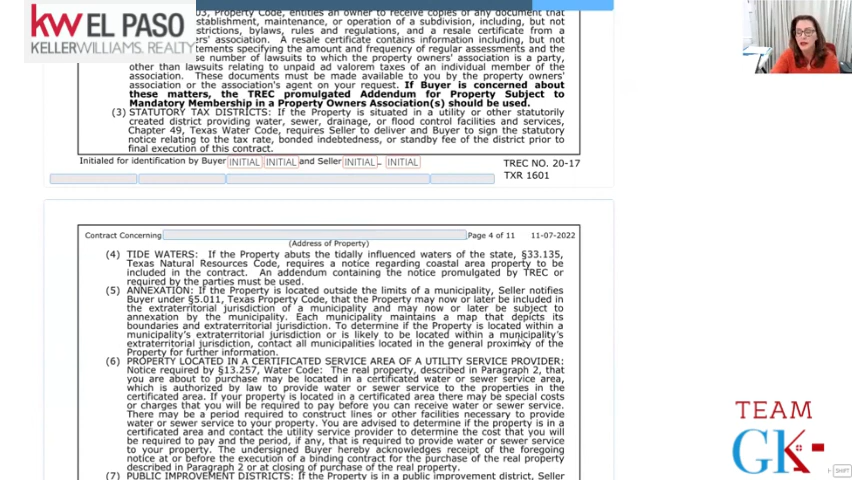 kw EL PASO
KELLERWILLIAMS. REALTY
03, Property Code, entitles an owner to receive copies of any document that
establishment, maintenance, or operation of a subdivision, including, but not
strictions, bylaws, rules and regulations, and a resale certificate from a
ers' association. A resale certificate contains information including, but not
tements specifying the amount and frequency of regular assessments and the
se number of lawsuits to which the property owners' association is a party,
other than lawsuits relating to unpaid ad valorem taxes of an individual member of the
association. These documents must be made available to you by the property owners'
association or the association's agent on your request. If Buyer is concerned about
these matters, the TREC promulgated Addendum for Property Subject to
Mandatory Membership in a Property Owners Association(s) should be used.
(3) STATUTORY TAX DISTRICTS: If the Property is situated in a utility or other statutorily
created district providing water, sewer, drainage, or flood control facilities and services,
Chapter 49, Texas Water Code, requires Seller to deliver and Buyer to sign the statutory
notice relating to the tax rate, bonded indebtedness, or standby fee of the district prior to
final execution of this contract.
Initialed for identification by Buyer INITIAL INITIAL and Seller INITIAL - INITIAL
TREC NO. 20-17
TXR 1601
Contract Concerning Page 4 of 11 11-07-2022
(Address of Property)
(4) TIDE WATERS: If the Property abuts the tidally influenced waters of the state, §33.135,
Texas Natural Resources Code, requires a notice regarding coastal area property to be
included in the contract. An addendum containing the notice promulgated by TREC or
required by the parties must be used.
(5) ANNEXATION: If the Property is located outside the limits of a municipality, Seller notifies
Buyer under §5.011, Texas Property Code, that the Property may now or later be included in
the extraterritorial jurisdiction of a municipality and may now or later be subject to
annexation by the municipality. Each municipality maintains a map that depicts its
boundaries and extraterritorial jurisdiction. To determine if the Property is located within a
municipality's extraterritorial jurisdiction or is likely to be located within a municipality's
extraterritorial jurisdiction, contact all municipalities located in the general proximity of the
Property for further information.
(6) PROPERTY LOCATED IN A CERTIFICATED SERVICE AREA OF A UTILITY SERVICE PROVIDER:
Notice required by §13.257, Water Code: The real property, described in Paragraph 2, that
you are about to purchase may be located in a certificated water or sewer service area,
which is authorized by law to provide water or sewer service to the properties in the
certificated area. If your property is located in a certificated area there may be special costs
or charges that you will be required to pay before you can receive water or sewer service.
There may be a period required to construct lines or other facilities necessary to provide
water or sewer service to your property. You are advised to determine if the property is in a
certificated area and contact the utility service provider to determine the cost that you will
be required to pay and the period, if any, that is required to provide water or sewer service
to your property. The undersigned Buyer hereby acknowledges receipt of the foregoing
notice at or before the execution of a binding contract for the purchase of the real property
described in Paragraph 2 or at closing of purchase of the real property.
(7) PUBLIC IMPROVEMENT DISTRICTS: If the Property is in a public improvement district, Seller
TEAM
GK
SHIFT